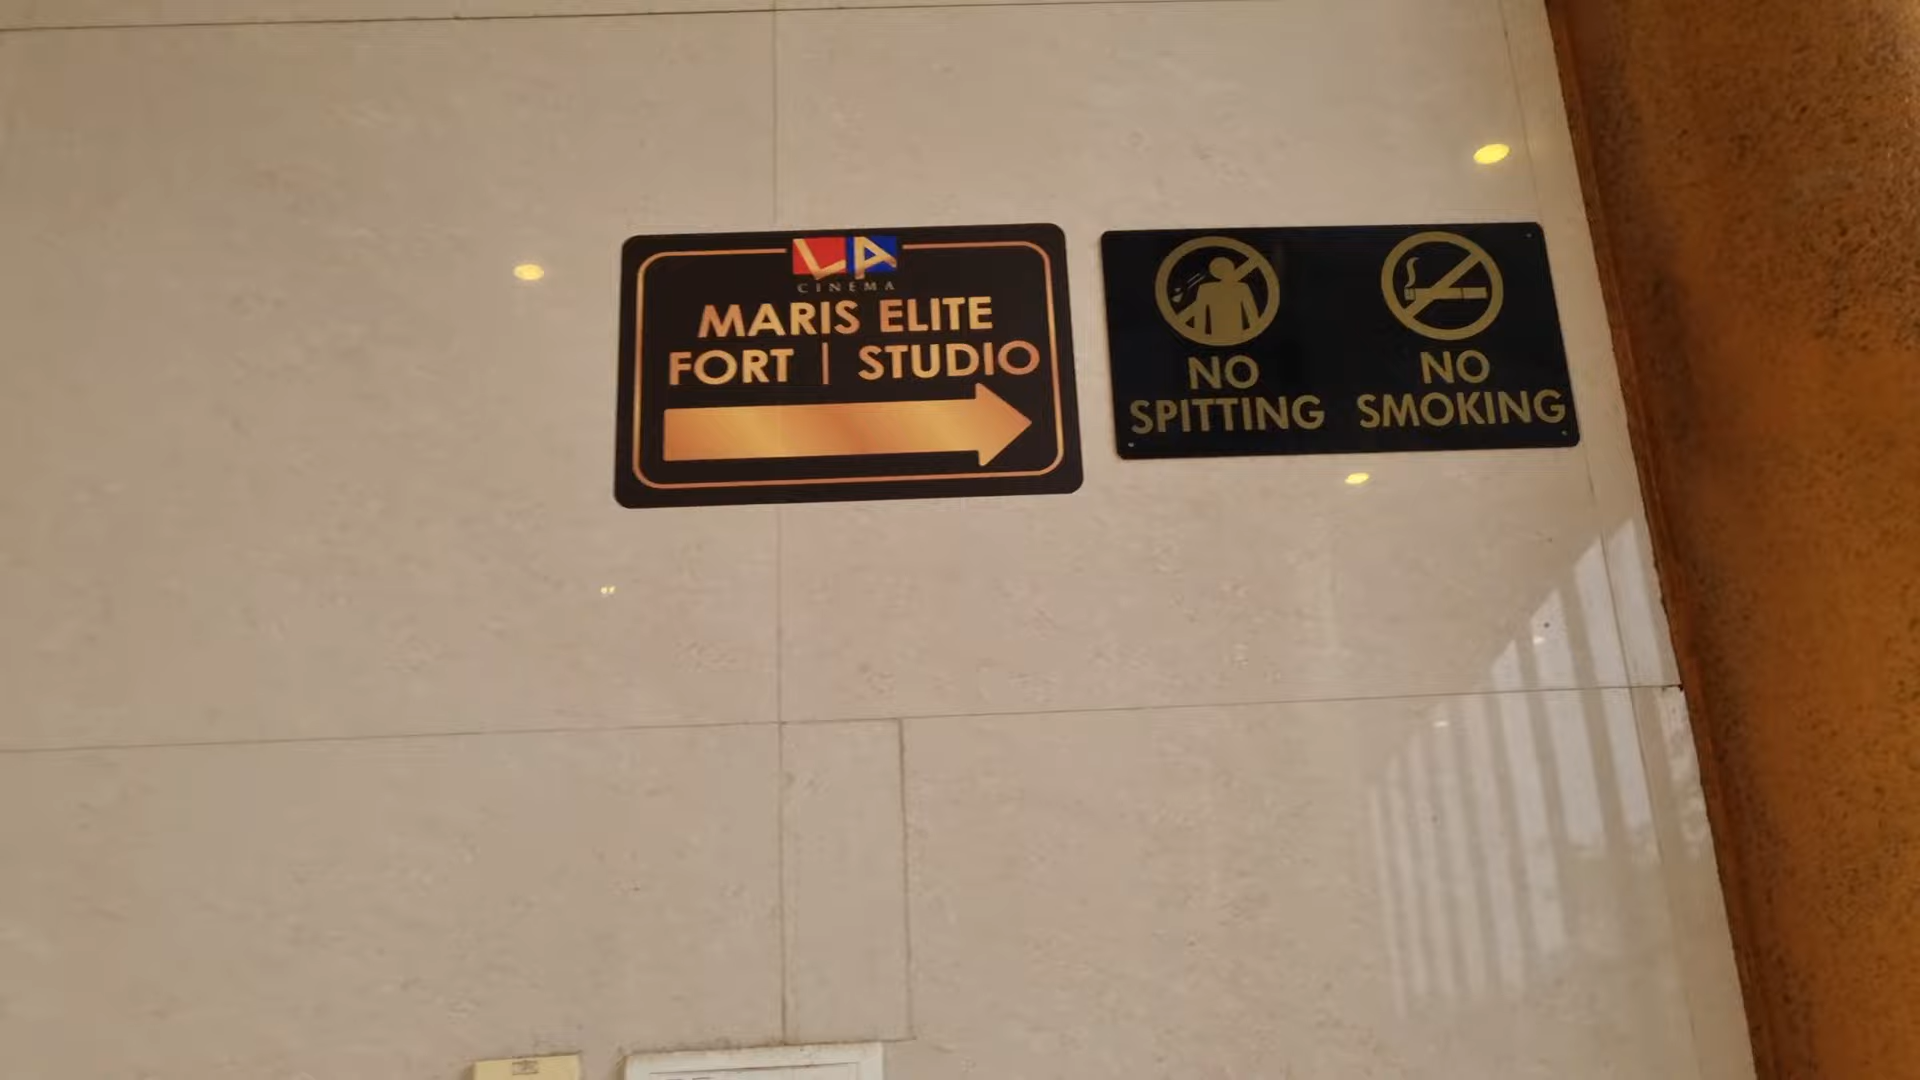 LA
CINEMA
MARIS ELITE
FORT | STUDIO
NO
SPITTING
NO
SMOKING